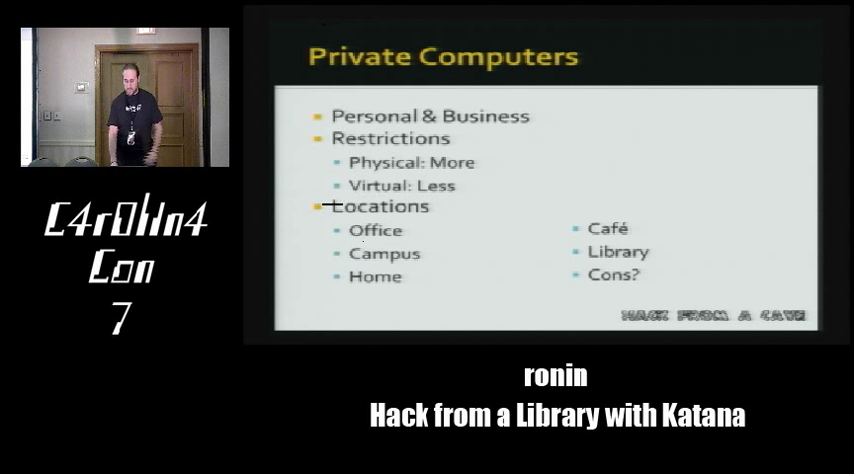 Private Computers
Personal & Business
Restrictions
Physical: More
Virtual: Less
Locations
Office
Campus
Home
Café
Library
Cons?
HACK FROM A CAVE
C4r0l1n4
Con
7
ronin
Hack from a Library with Katana